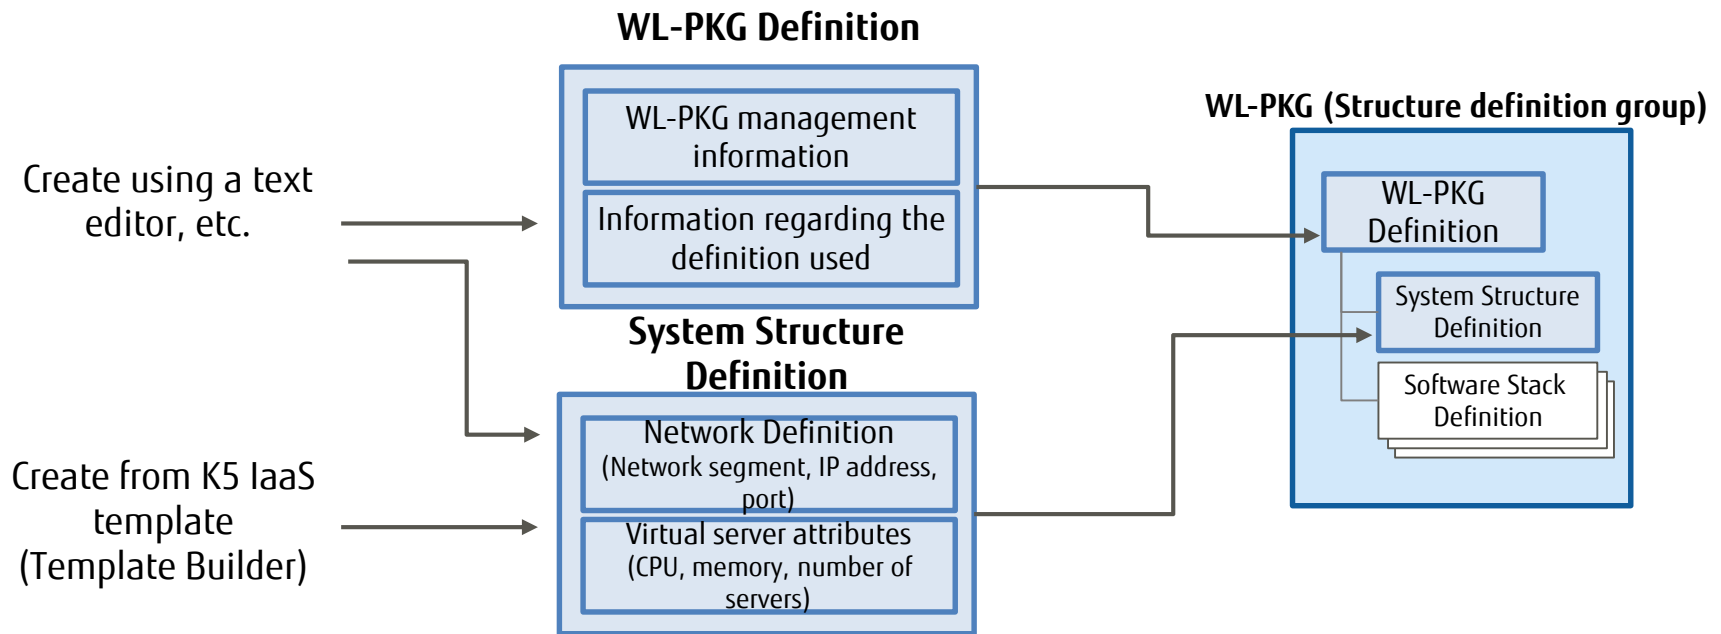 WL-PKG Definition
WL-PKG management
information
Information regarding the
definition used
Create using a text
editor, etc.
System Structure
Definition
Network Definition
(Network segment, IP address,
port)
Virtual server attributes
(CPU, memory, number of
servers)
Create from K5 IaaS
template
(Template Builder)
WL-PKG (Structure definition group)
WL-PKG
Definition
System Structure
Definition
Software Stack
Definition